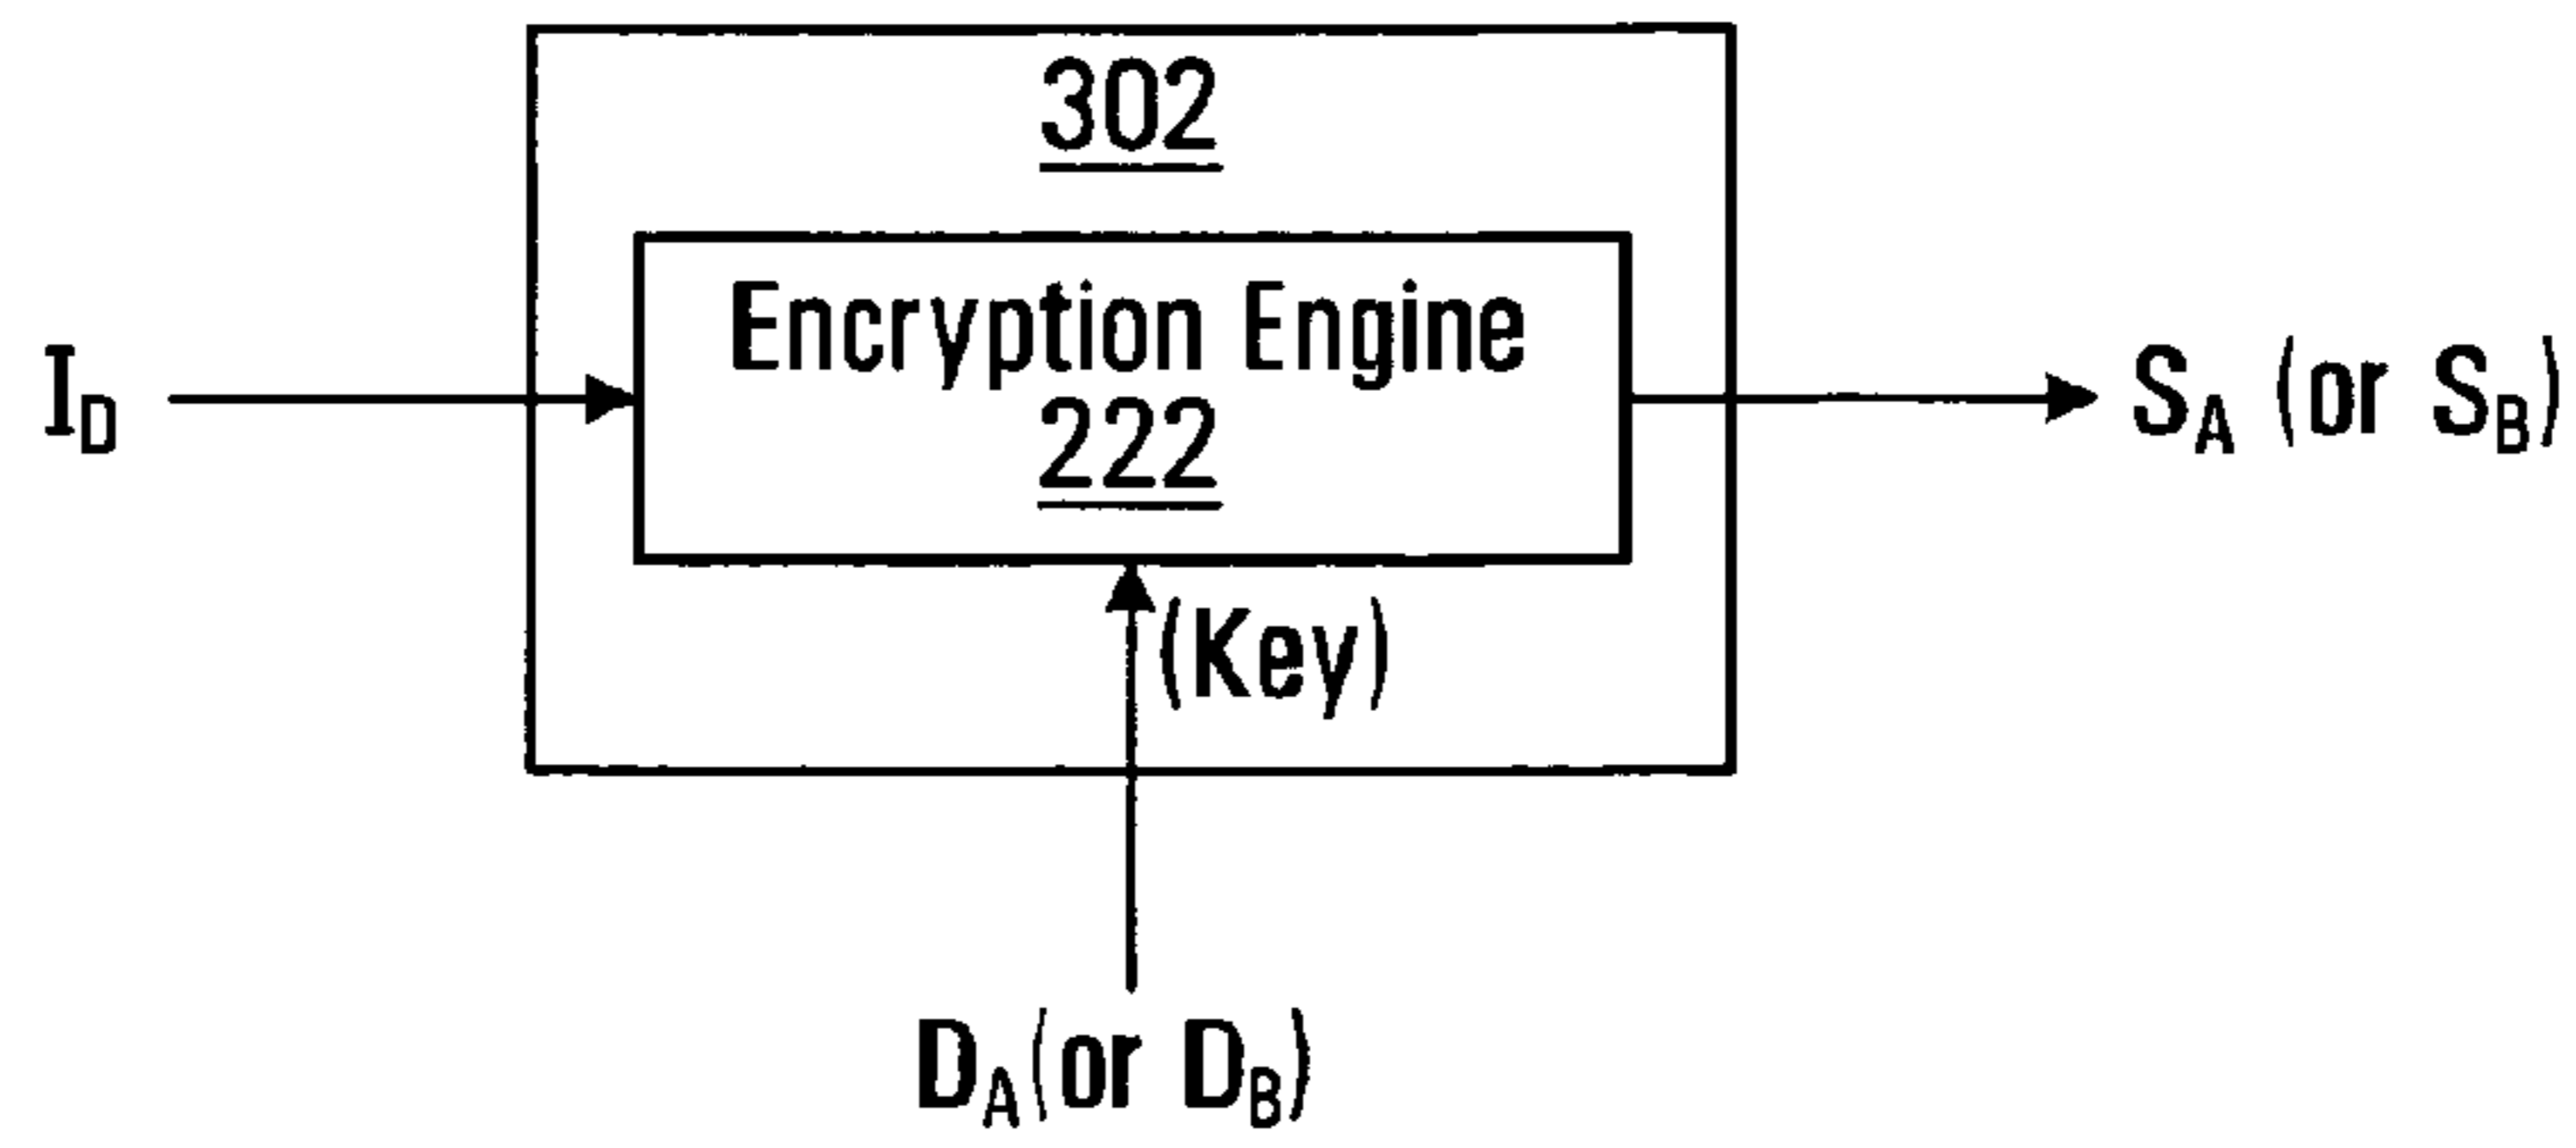 302
Encryption Engine
222
I_D
S_A (or S_B)
(Key)
D_A (or D_B)